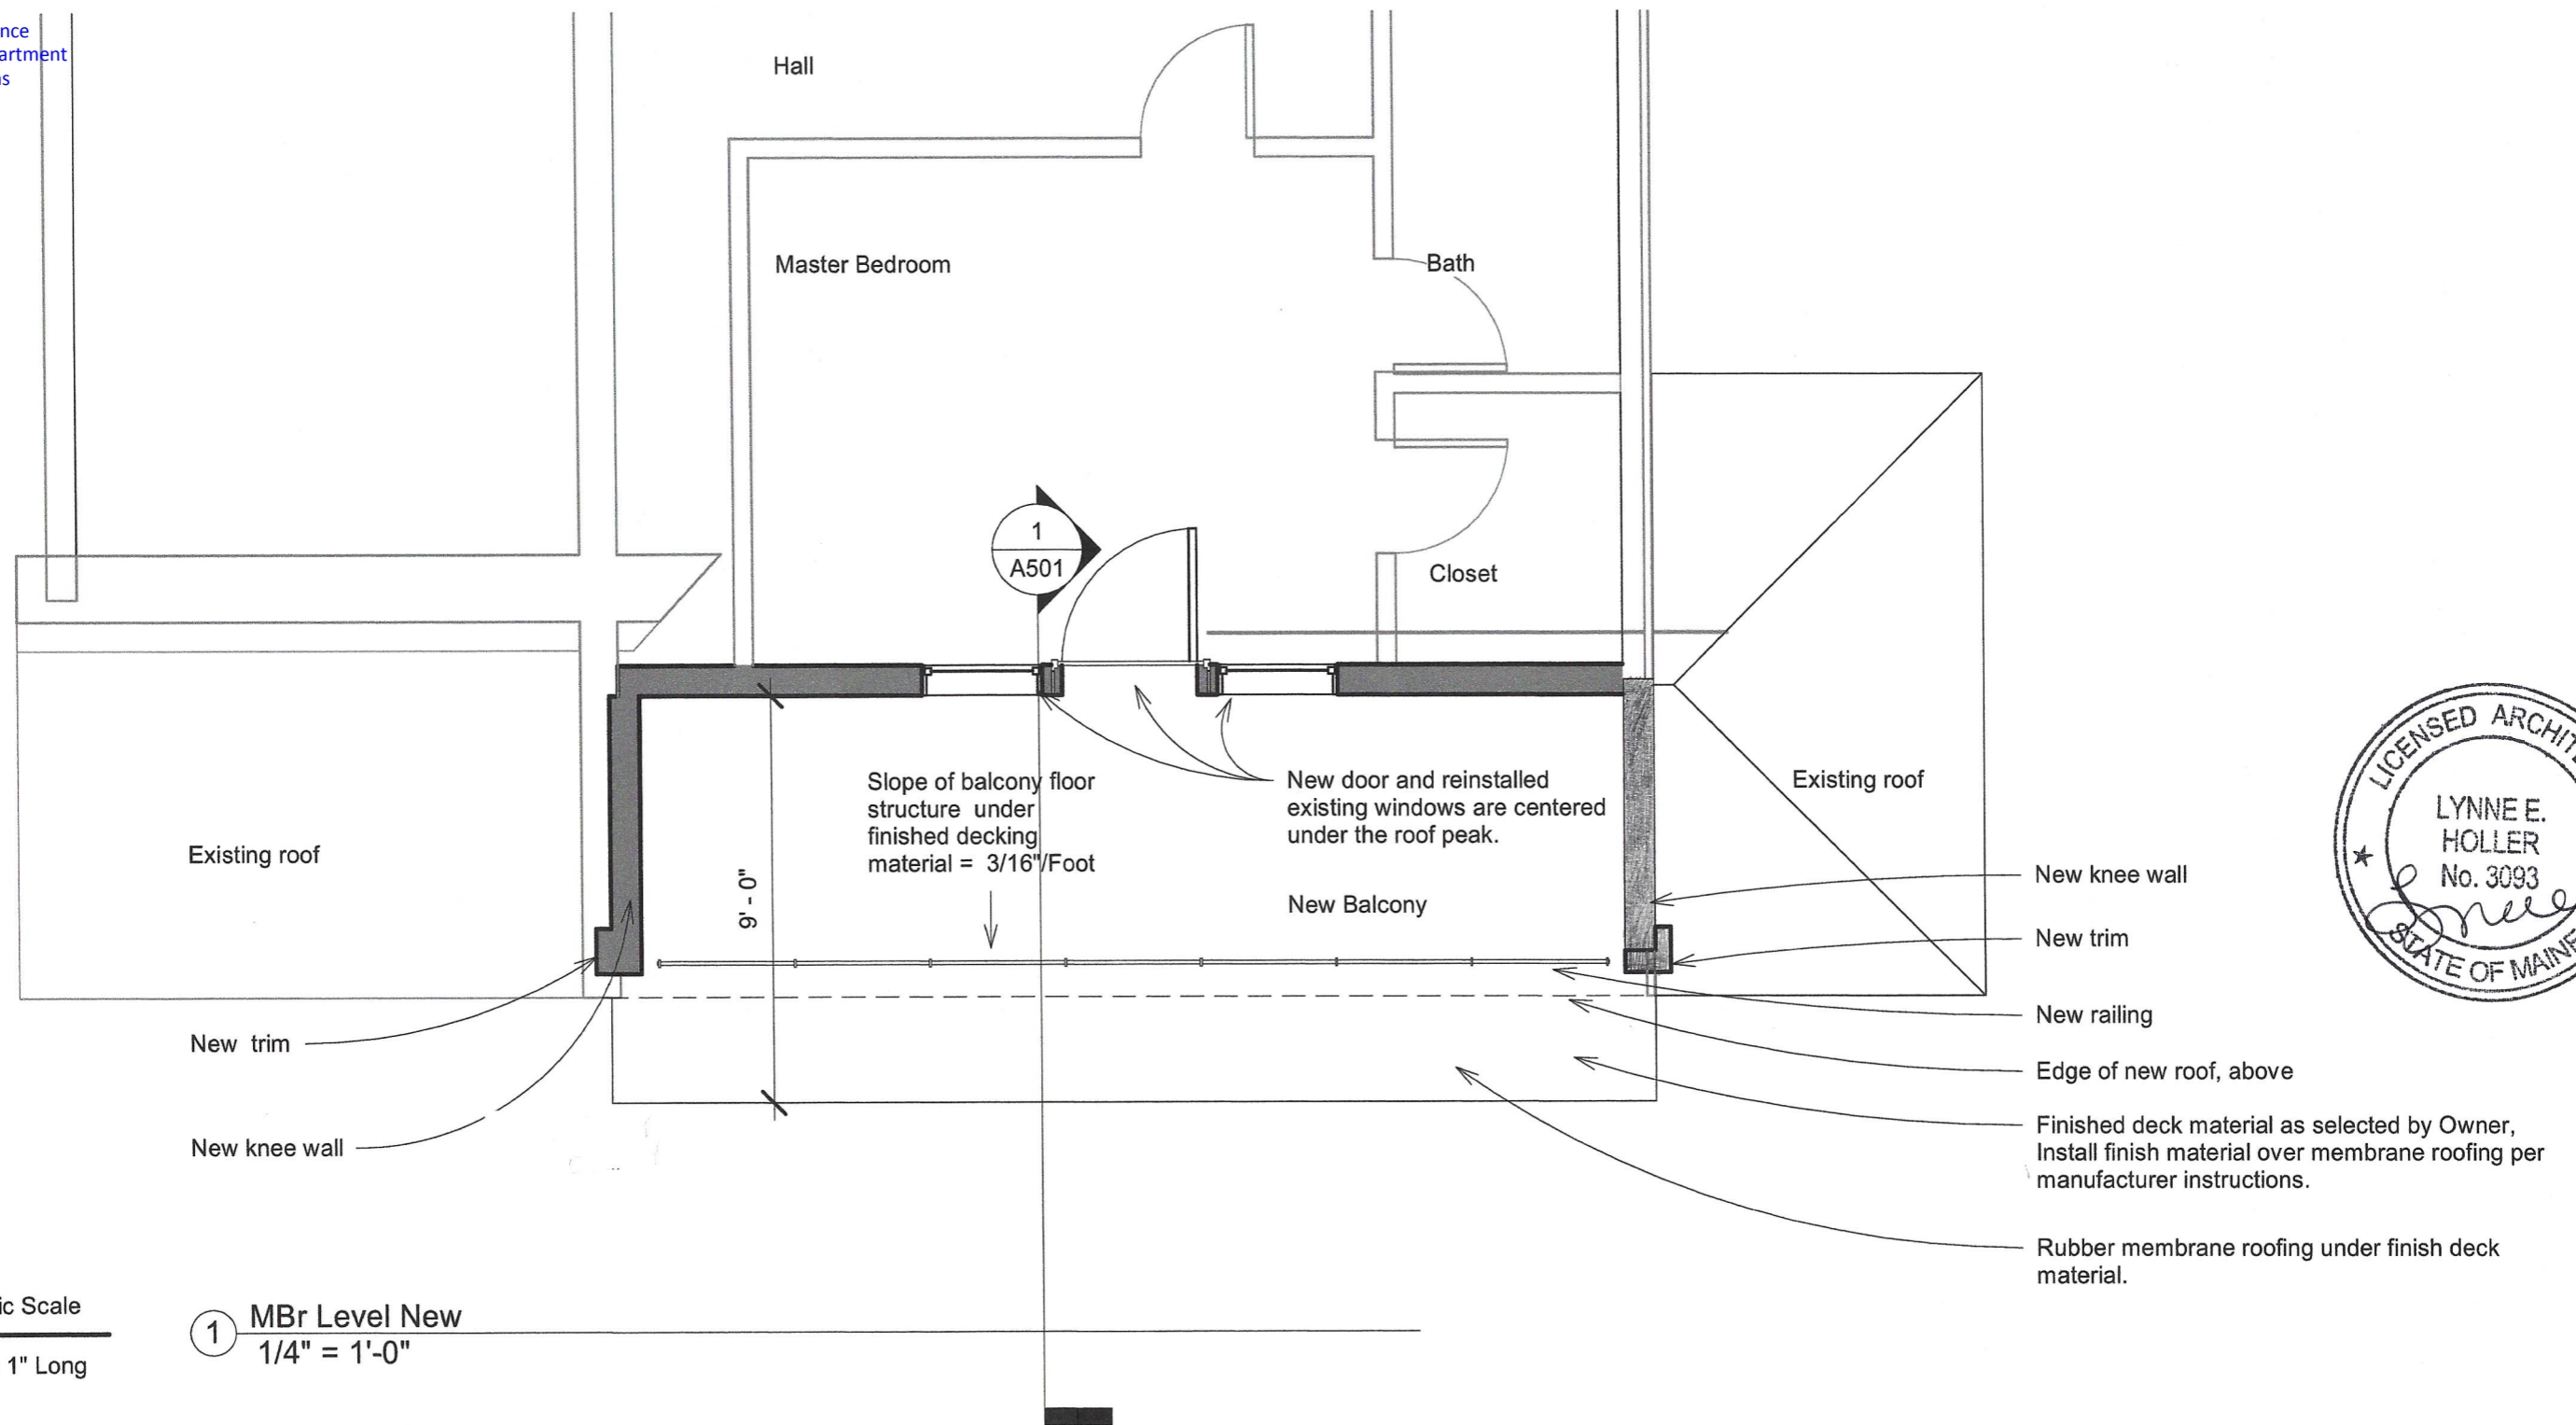 Hall
Master Bedroom
Bath
1
A501
Closet
Slope of balcony floor
structure under
finished decking
material = 3/16"/Foot
New door and reinstalled
existing windows are centered
under the roof peak.
Existing roof
Existing roof
9' - 0"
New Balcony
New knee wall
New trim
New railing
Edge of new roof, above
Finished deck material as selected by Owner,
Install finish material over membrane roofing per
manufacturer instructions.
Rubber membrane roofing under finish deck
material.
New trim
New knee wall
LICENSED
LYNNE E.
HOLLER
No. 3093
STATE OF MAINE
Scale
1" Long
1
MBr Level New
1/4" = 1'-0"